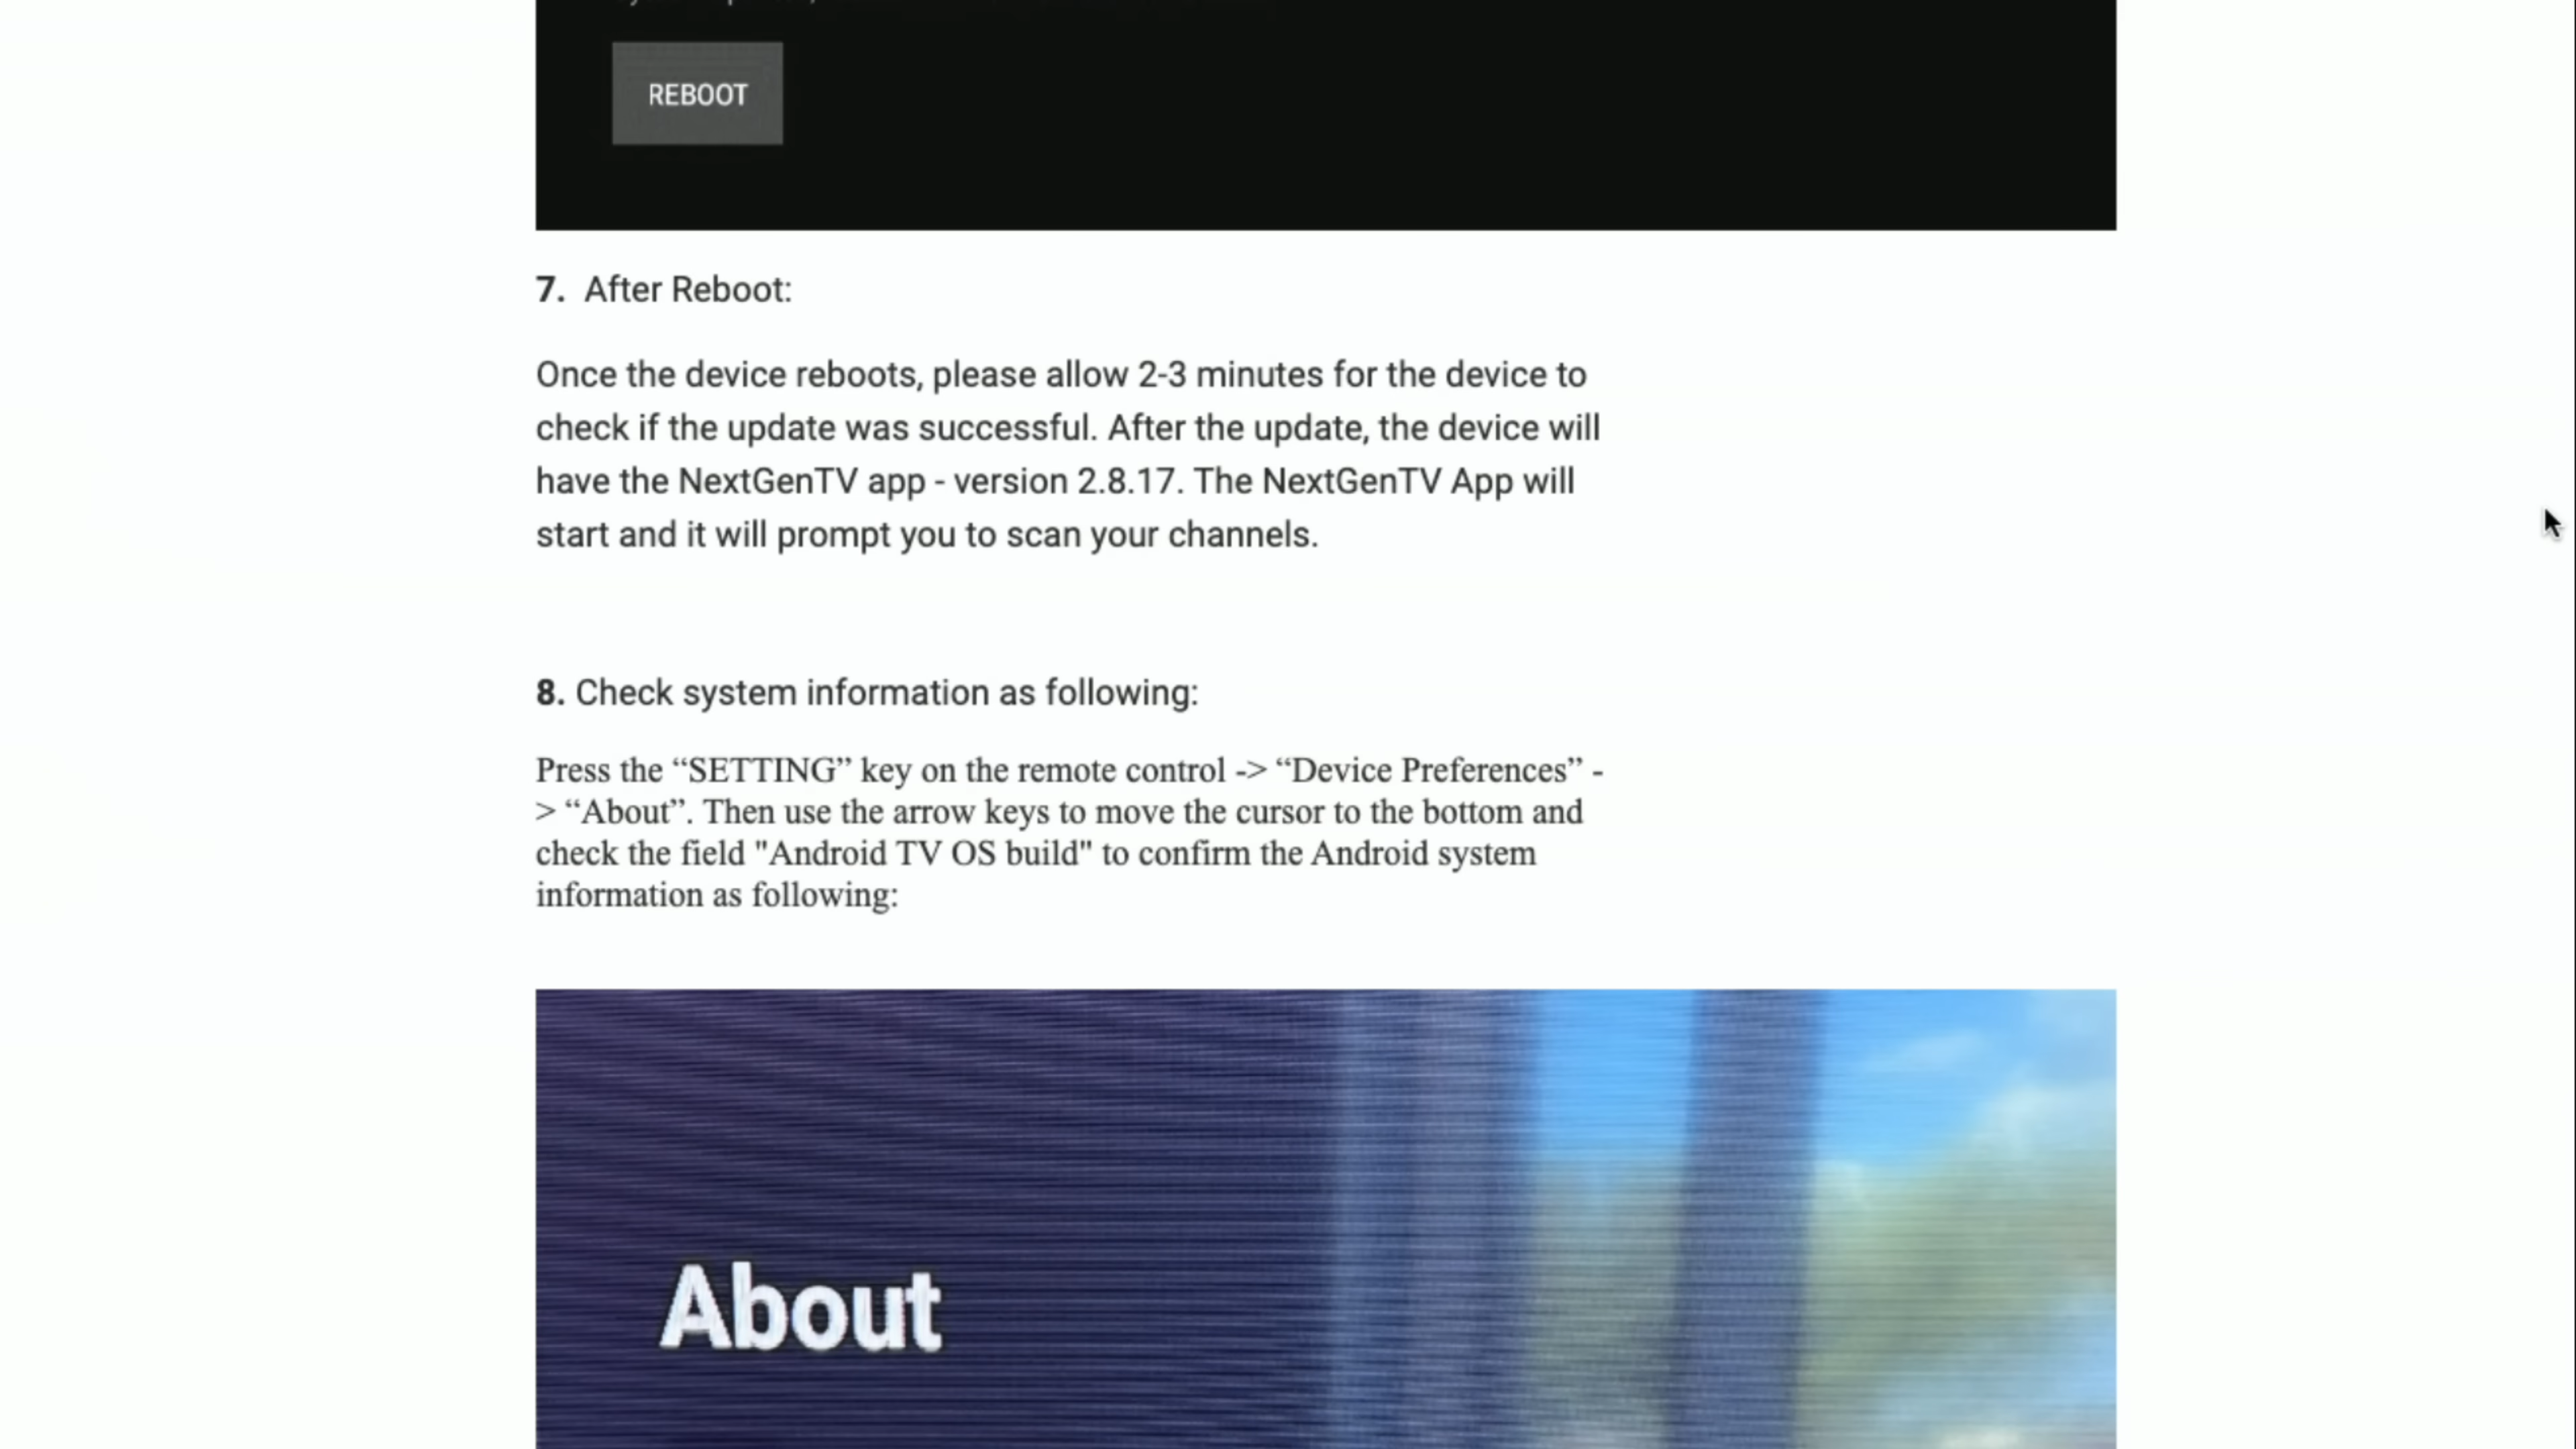 REBOOT
7. After Reboot:
Once the device reboots, please allow 2-3 minutes for the device to
check if the update was successful. After the update, the device will
have the NextGenTV app - version 2.8.17. The NextGenTV App will
start and it will prompt you to scan your channels.
8. Check system information as following:
Press the “SETTING” key on the remote control -> “Device Preferences” -
> “About”. Then use the arrow keys to move the cursor to the bottom and
check the field "Android TV OS build" to confirm the Android system
information as following:
About